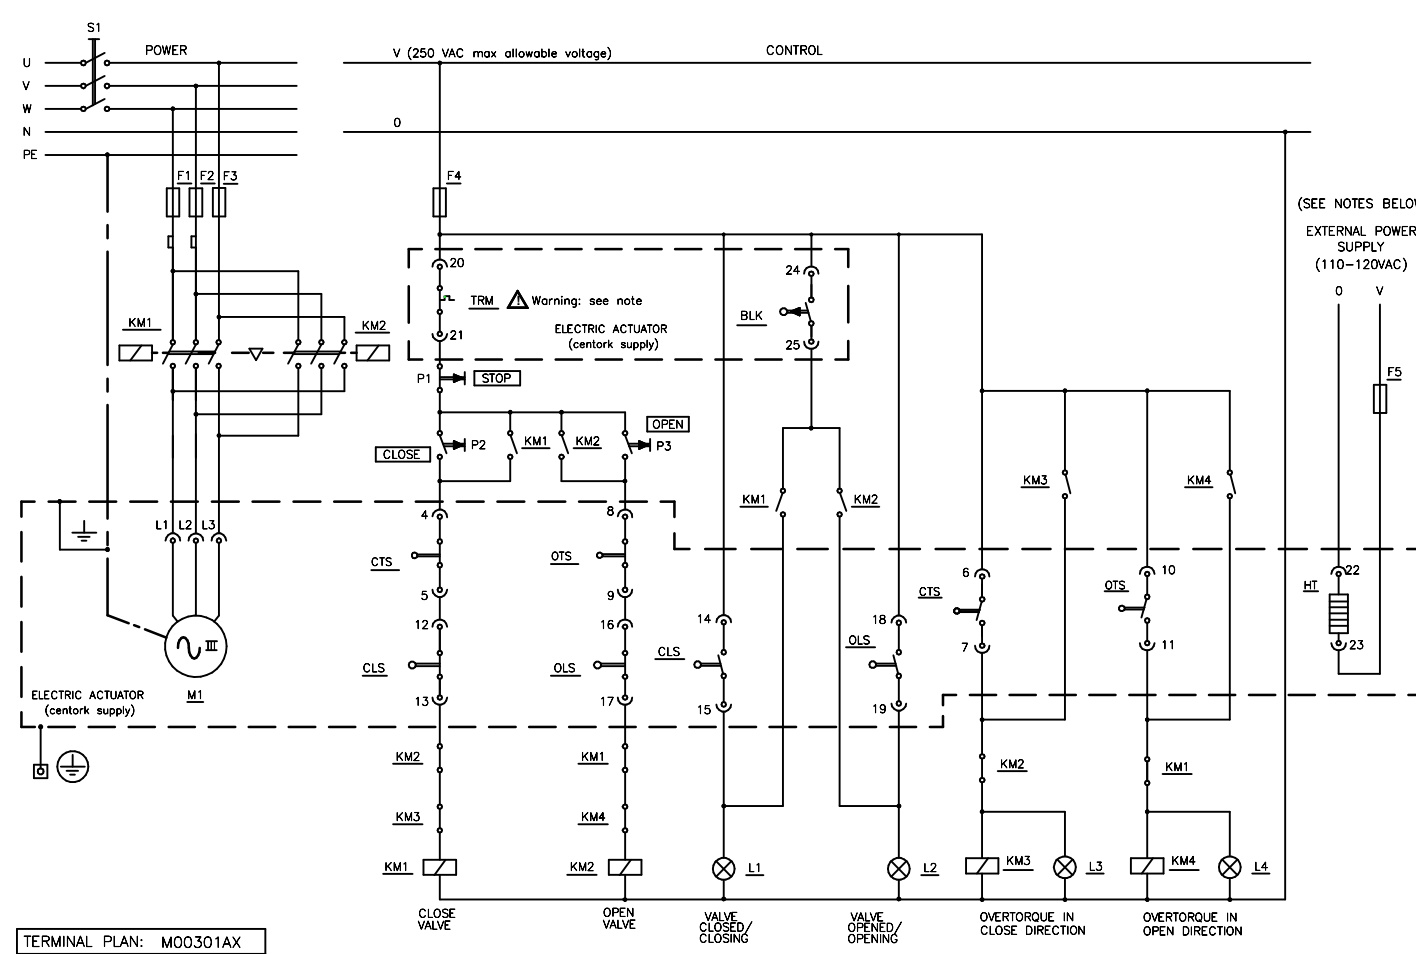 S1
POWER
V (250 VAC max allowable voltage)
CONTROL
U
V
W
N
PE
0
F1 F2 F3
F4
(SEE NOTES BELOW
EXTERNAL POWER
SUPPLY
(110-120VAC)
0 V
20
24
TRM Warning: see note
BLK
ELECTRIC ACTUATOR
(centork supply)
21
25
KM1
KM2
P1 STOP
F5
OPEN
CLOSE
P2
KM1
KM2
P3
KM3
KM4
KM1
KM2
L1 L2 L3
4
8
CTS
OTS
5
9
6
10
22
CTS
OTS
HT
12
16
14
18
7
11
23
CLS
OLS
CLS
OLS
13
17
15
19
III
M1
ELECTRIC ACTUATOR
(centork supply)
KM2
KM1
KM2
KM1
KM3
KM4
KM1
KM2
L1
L2
KM3
L3
KM4
L4
CLOSE
VALVE
OPEN
VALVE
VALVE
CLOSED/
CLOSING
VALVE
OPENED/
OPENING
OVERTORQUE IN
CLOSE DIRECTION
OVERTORQUE IN
OPEN DIRECTION
TERMINAL PLAN: M00301AX